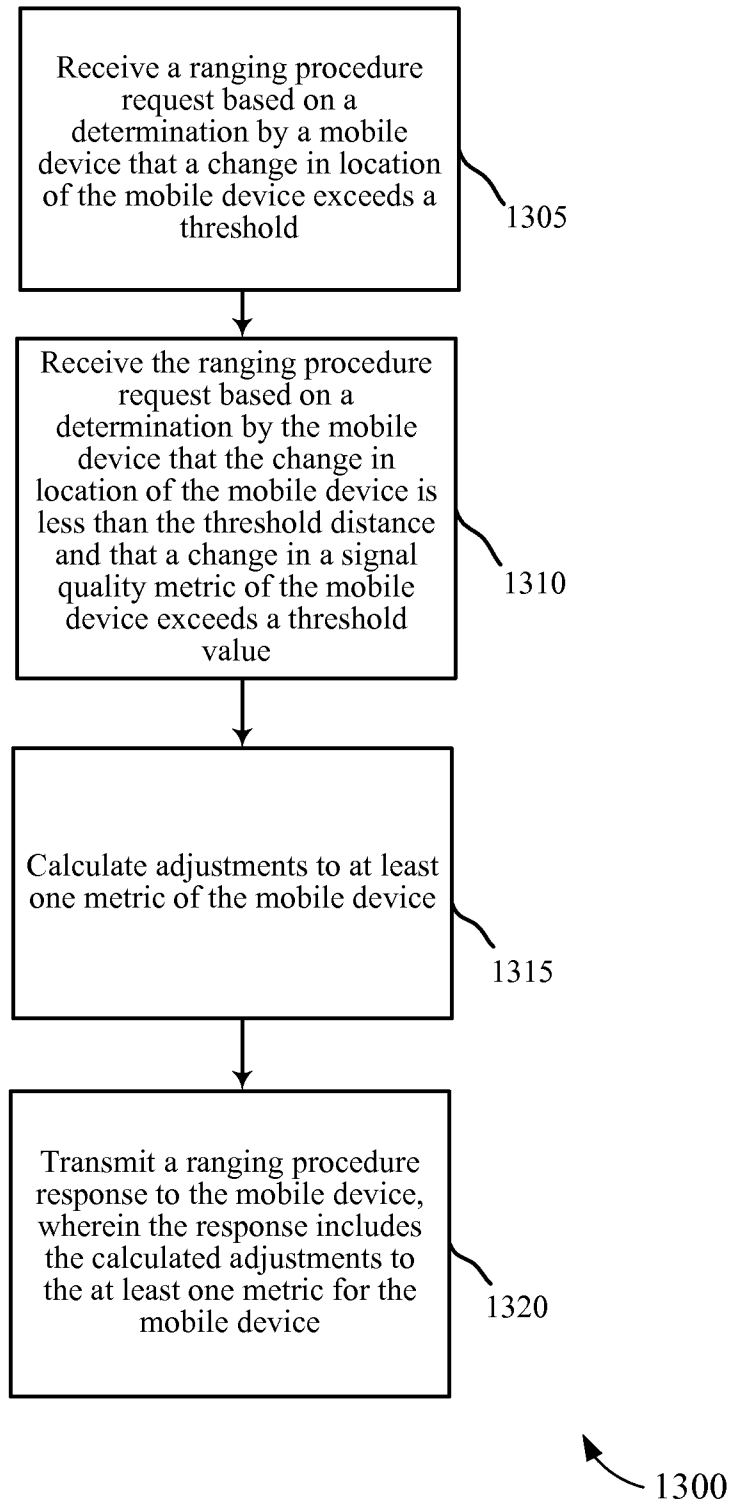 Receive a ranging procedure
request based on a
determination by a mobile
device that a change in location
of the mobile device exceeds a
threshold
1305
Receive the ranging procedure
request based on a
determination by the mobile
device that the change in
location of the mobile device is
less than the threshold distance
and that a change in a signal
quality metric of the mobile
device exceeds a threshold
value
1310
Calculate adjustments to at least
one metric of the mobile device
1315
Transmit a ranging procedure
response to the mobile device,
wherein the response includes
the calculated adjustments to
the at least one metric for the
mobile device
1320
1300